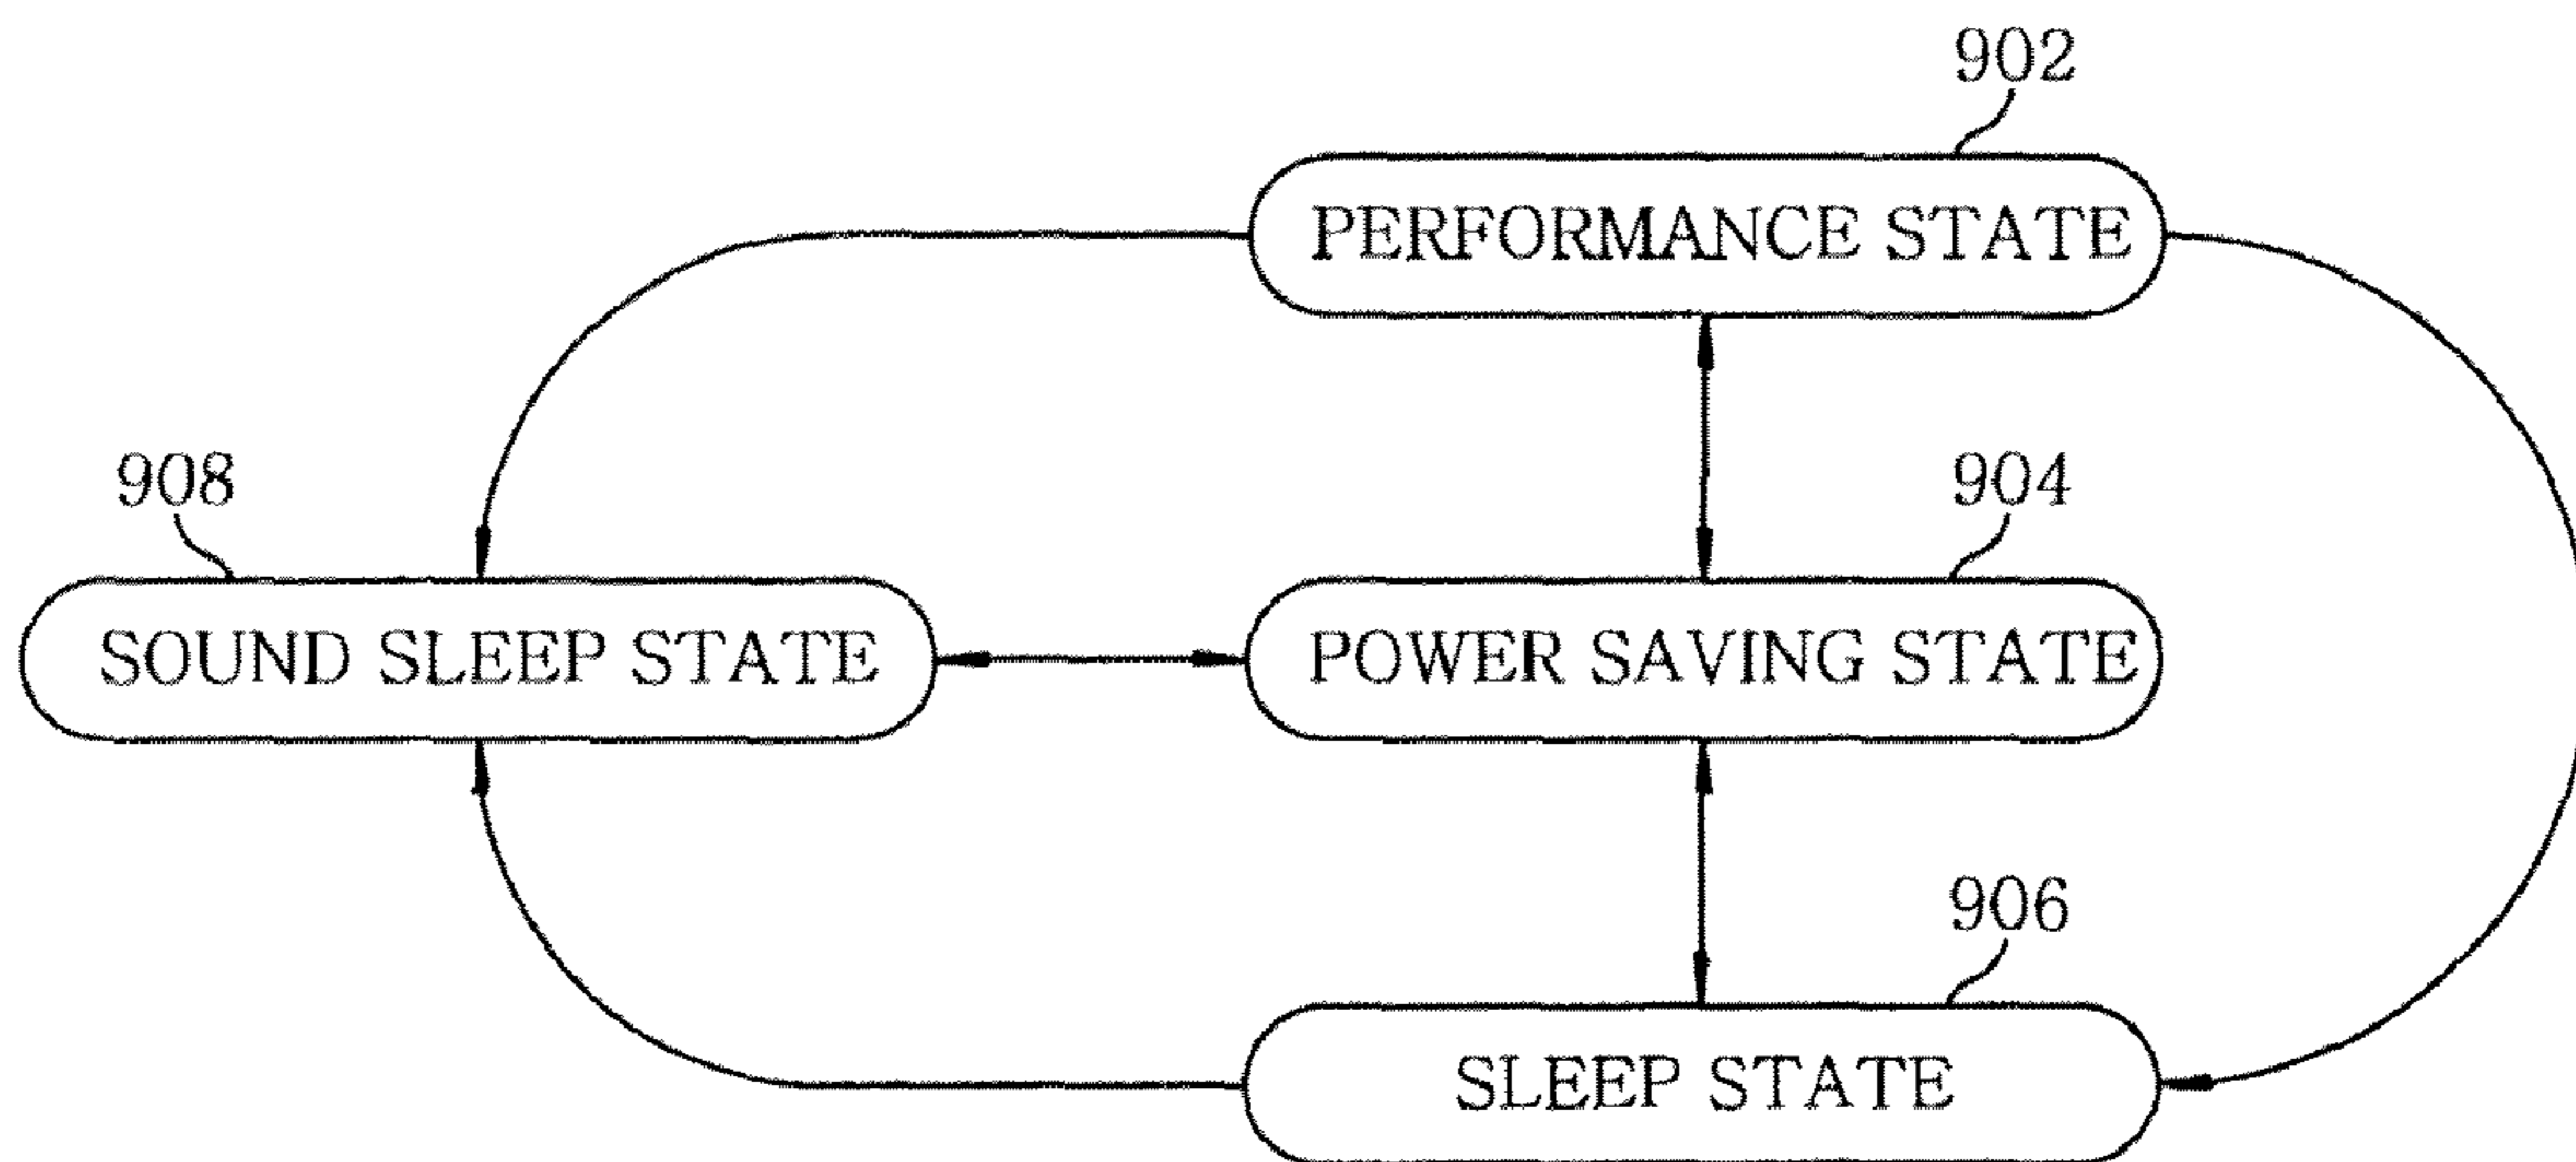 902
PERFORMANCE STATE
908
904
SOUND SLEEP STATE
POWER SAVING STATE
906
SLEEP STATE